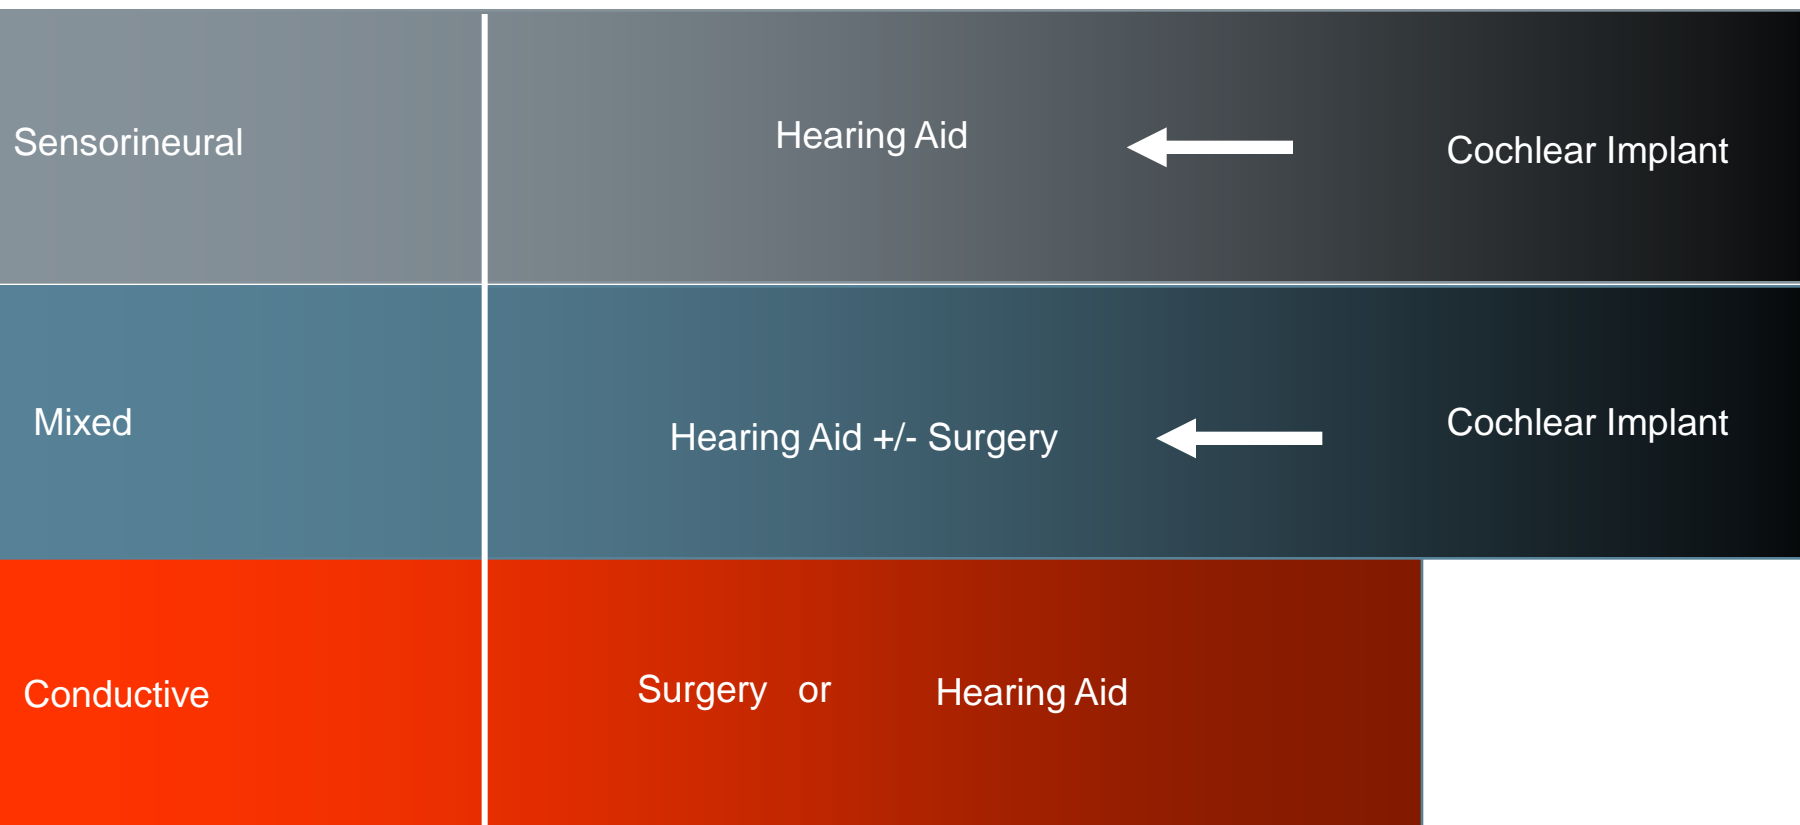 Sensorineural
Hearing Aid
Cochlear Implant
Mixed
Hearing Aid +/- Surgery
Cochlear Implant
Conductive
Surgery or Hearing Aid